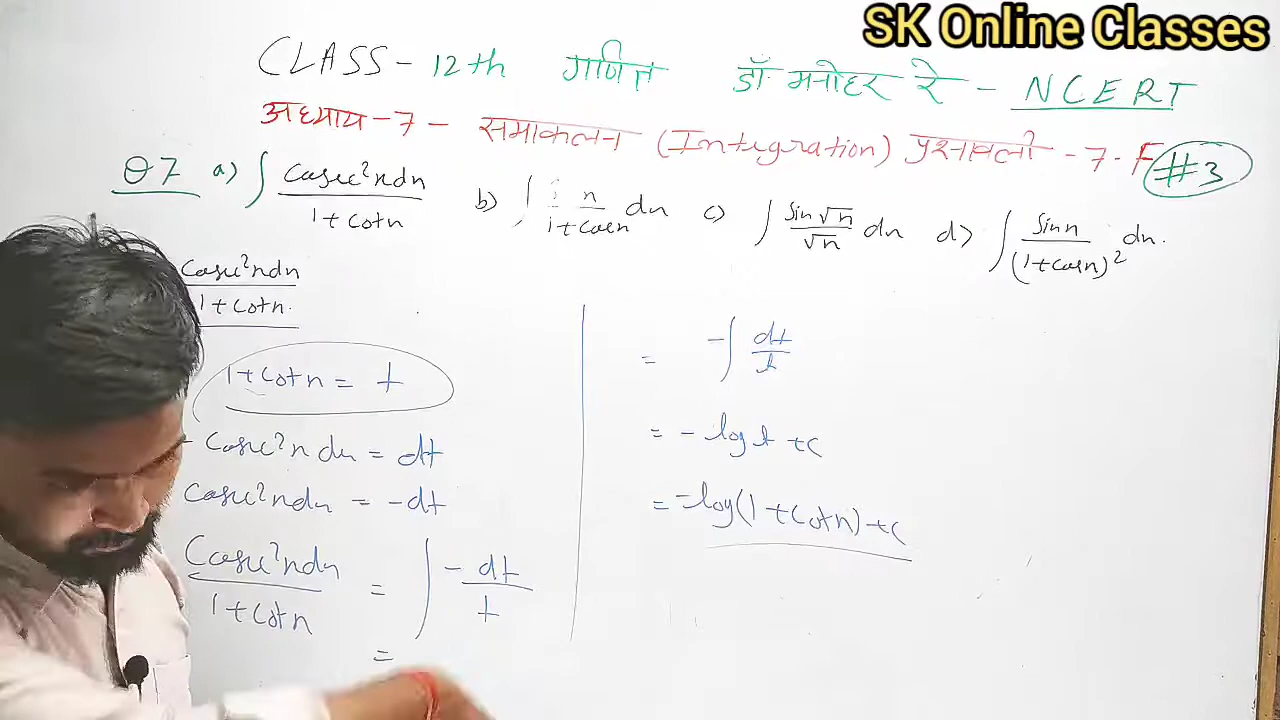 SK Online Classes
CLASS - 12th गणित डॉ. मनोहर रे - NCERT
अध्याय - 7 - समाकलन (Integration) प्रश्नावली - 7.F #3
Q7 a) ∫ cosec²x dx / 1+cotx b) ∫ x / 1+cosx dx c) ∫ sin√x / √x dx d) ∫ sinx / (1+cosx)² dx.
cosec²x dx / 1+cotx.
1+cotx = t
- cosec²x dx = dt
cosec²x dx = -dt
cosec²x dx / 1+cotx = ∫ - dt / t
=
= -∫ dt / t
= - log t + c
= -log(1+cotx)+c